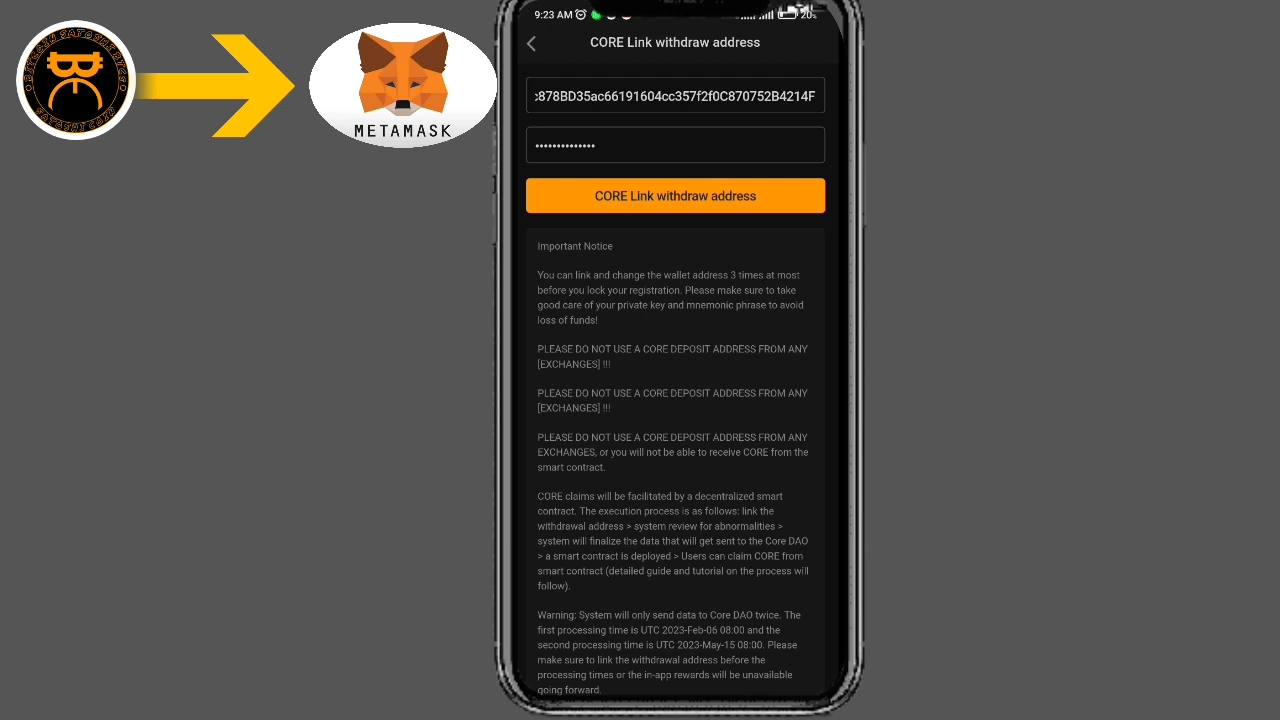 METAMASK
9:23 AM
20%
CORE Link withdraw address
:878BD35ac66191604cc357f2f0C870752B4214F
••••••••••••••
CORE Link withdraw address
Important Notice
You can link and change the wallet address 3 times at most
before you lock your registration. Please make sure to take
good care of your private key and mnemonic phrase to avoid
loss of funds!
PLEASE DO NOT USE A CORE DEPOSIT ADDRESS FROM ANY
[EXCHANGES] !!!
PLEASE DO NOT USE A CORE DEPOSIT ADDRESS FROM ANY
[EXCHANGES] !!!
PLEASE DO NOT USE A CORE DEPOSIT ADDRESS FROM ANY
EXCHANGES, or you will not be able to receive CORE from the
smart contract.
CORE claims will be facilitated by a decentralized smart
contract. The execution process is as follows: link the
withdrawal address > system review for abnormalities >
system will finalize the data that will get sent to the Core DAO
> a smart contract is deployed > Users can claim CORE from
smart contract (detailed guide and tutorial on the process will
follow).
Warning: System will only send data to Core DAO twice. The
first processing time is UTC 2023-Feb-06 08:00 and the
second processing time is UTC 2023-May-15 08:00. Please
make sure to link the withdrawal address before the
processing times or the in-app rewards will be unavailable
going forward.